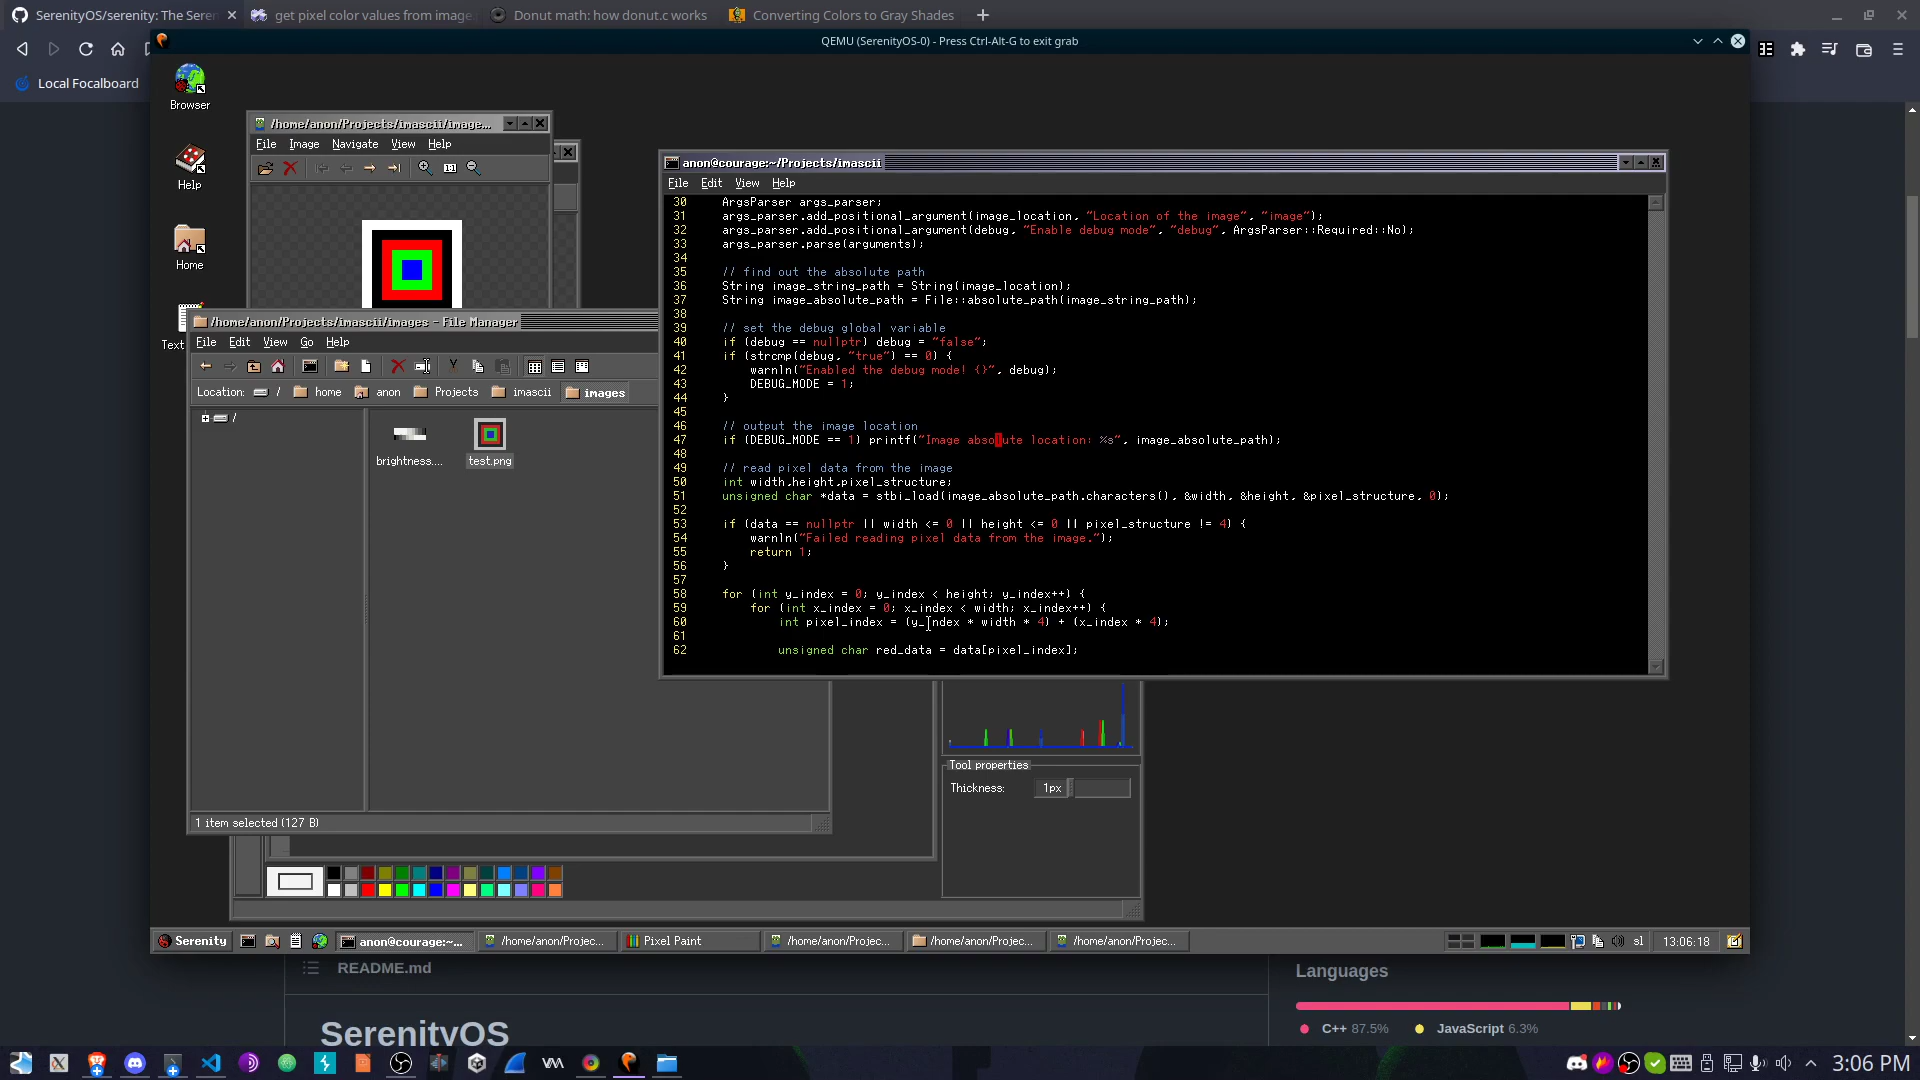 SerenityOS/serenity: The Seren
get pixel color values from image
Donut math: how donut.c works
Converting Colors to Gray Shades
QEMU (SerenityOS-0) - Press Ctrl-Alt-G to exit grab
Local Focalboard
Browser
Help
Home
Text
/home/anon/Projects/imascii/image...
File Image Navigate View Help
1:1
/home/anon/Projects/imascii/images - File Manager
File Edit View Go Help
Location: / home anon Projects imascii images
/
brightness....
test.png
1 item selected (127 B)
anon@courage:~/Projects/imascii
File Edit View Help
30 ArgsParser args_parser;
31 args_parser.add_positional_argument(image_location, "Location of the image", "image");
32 args_parser.add_positional_argument(debug, "Enable debug mode", "debug", ArgsParser::Required::No);
33 args_parser.parse(arguments);
34
35 // find out the absolute path
36 String image_string_path = String(image_location);
37 String image_absolute_path = File::absolute_path(image_string_path);
38
39 // set the debug global variable
40 if (debug == nullptr) debug = "false";
41 if (strcmp(debug, "true") == 0) {
42 warnln("Enabled the debug mode! {}", debug);
43 DEBUG_MODE = 1;
44 }
45
46 // output the image location
47 if (DEBUG_MODE == 1) printf("Image absolute location: %s", image_absolute_path);
48
49 // read pixel data from the image
50 int width,height,pixel_structure;
51 unsigned char *data = stbi_load(image_absolute_path.characters(), &width, &height, &pixel_structure, 0);
52
53 if (data == nullptr || width <= 0 || height <= 0 || pixel_structure != 4) {
54 warnln("Failed reading pixel data from the image.");
55 return 1;
56 }
57
58 for (int y_index = 0; y_index < height; y_index++) {
59 for (int x_index = 0; x_index < width; x_index++) {
60 int pixel_index = (y_index * width * 4) + (x_index * 4);
61
62 unsigned char red_data = data[pixel_index];
Tool properties
Thickness: 1px
Serenity
anon@courage:~...
/home/anon/Projec...
Pixel Paint
/home/anon/Projec...
/home/anon/Projec...
/home/anon/Projec...
sl
13:06:18
README.md
SerenityOS
Languages
C++ 87.5%
JavaScript 6.3%
3:06 PM